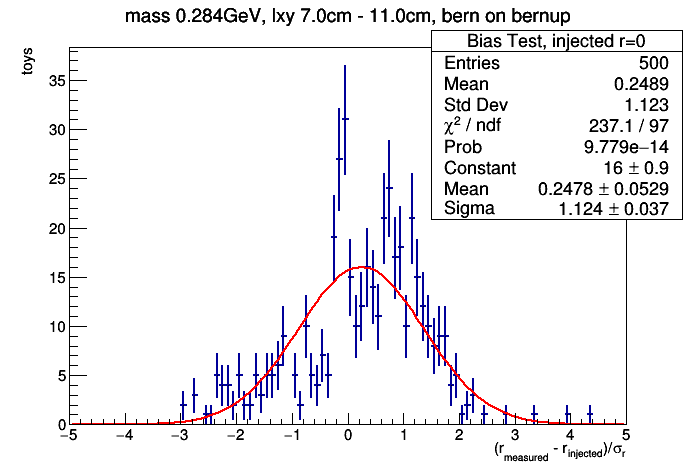 mass 0.284GeV, lxy 7.0cm - 11.0cm, bern on bernup
Bias Test, injected r=0
Entries 500
Mean 0.2489
Std Dev 1.123
χ² / ndf 237.1 / 97
Prob 9.779e−14
Constant 16 ± 0.9
Mean 0.2478 ± 0.0529
Sigma 1.124 ± 0.037
toys
35
30
25
20
15
10
5
0
−5 −4 −3 −2 −1 0 1 2 3 4 5
(r_measured - r_injected)/σ_r